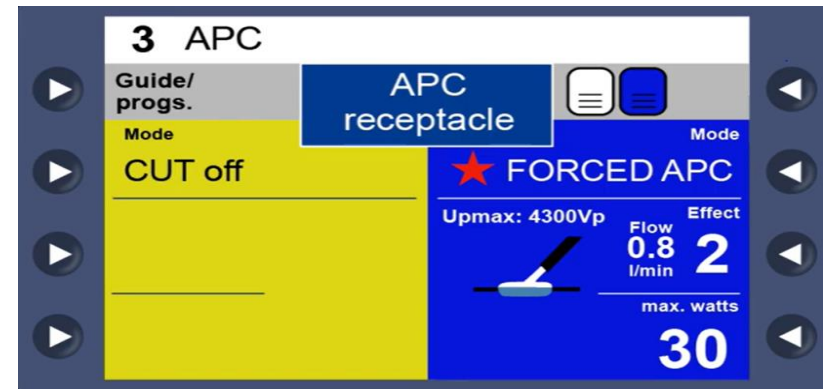 3 APC
Guide/
progs.
APC
receptacle
Mode
CUT off
Mode
FORCED APC
Upmax: 4300Vp
Flow
0.8
l/min
Effect
2
max. watts
30